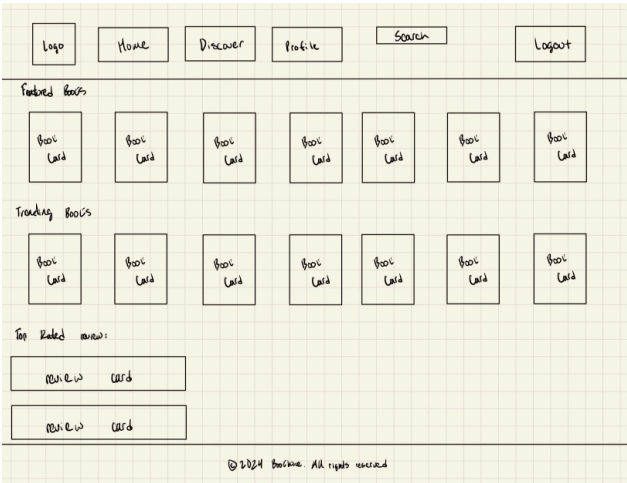 Logo Home Discover Profile Search Logout
Featured Books
Book Book Book Book Book Book Book
Card Card Card Card Card Card Card
Trending Books
Book Book Book Book Book Book Book
Card Card Card Card Card Card Card
Top Rated review:
review card
review card
© 2024 All rights reserved